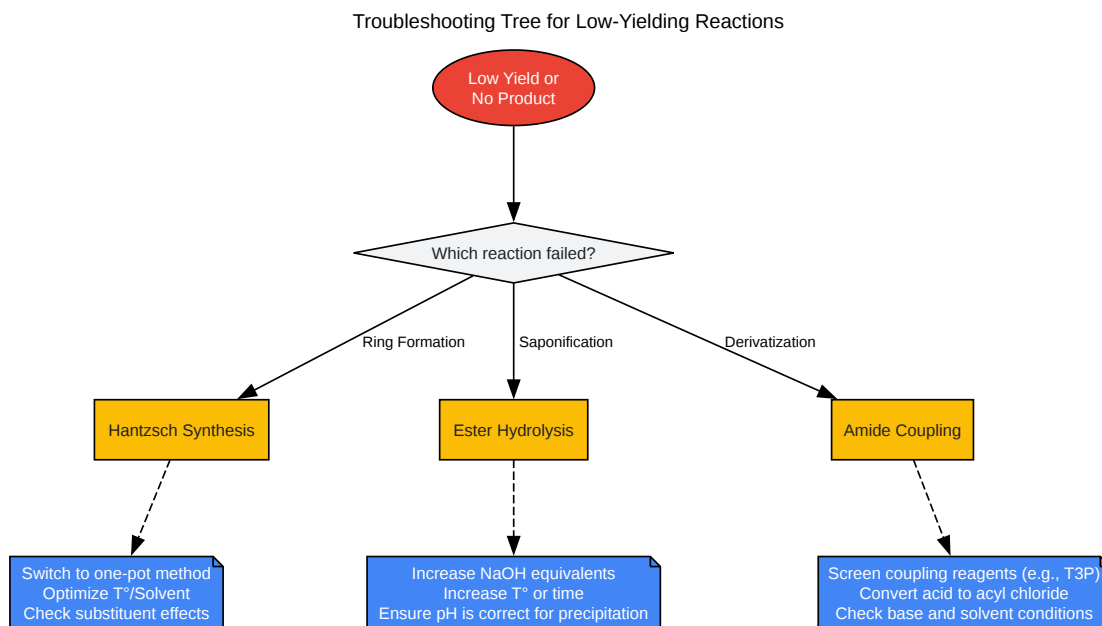 Troubleshooting Tree for Low-Yielding Reactions
Low Yield or
No Product
Which reaction failed?
Ring Formation
Saponification
Derivatization
Hantzsch Synthesis
Ester Hydrolysis
Amide Coupling
Switch to one-pot method
Optimize T°/Solvent
Check substituent effects
Increase NaOH equivalents
Increase T° or time
Ensure pH is correct for precipitation
Screen coupling reagents (e.g., T3P)
Convert acid to acyl chloride
Check base and solvent conditions